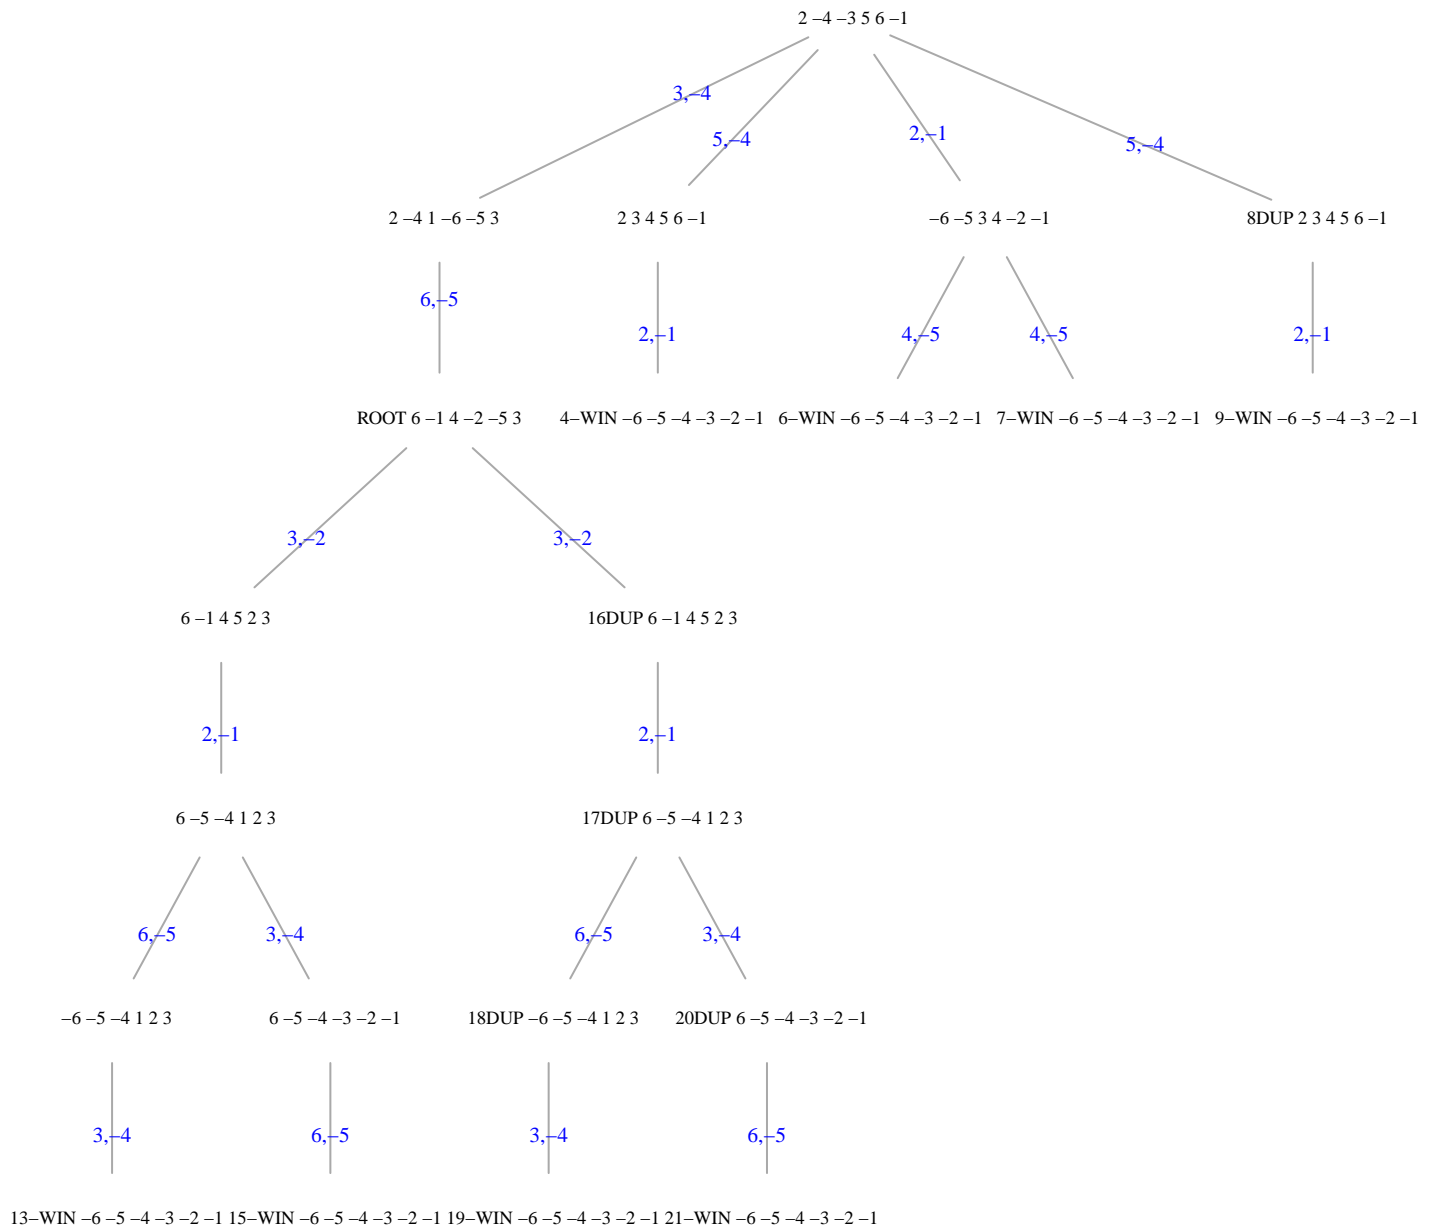 2 –4 –3 5 6 –1
3,–4
5,–4
2,–1
5,–4
2 –4 1 –6 –5 3
2 3 4 5 6 –1
–6 –5 3 4 –2 –1
8DUP 2 3 4 5 6 –1
6,–5
2,–1
4,–5
4,–5
2,–1
ROOT 6 –1 4 –2 –5 3
4–WIN –6 –5 –4 –3 –2 –1
6–WIN –6 –5 –4 –3 –2 –1
7–WIN –6 –5 –4 –3 –2 –1
9–WIN –6 –5 –4 –3 –2 –1
3,–2
3,–2
6 –1 4 5 2 3
16DUP 6 –1 4 5 2 3
2,–1
2,–1
6 –5 –4 1 2 3
17DUP 6 –5 –4 1 2 3
6,–5
3,–4
6,–5
3,–4
–6 –5 –4 1 2 3
6 –5 –4 –3 –2 –1
18DUP –6 –5 –4 1 2 3
20DUP 6 –5 –4 –3 –2 –1
3,–4
6,–5
3,–4
6,–5
13–WIN –6 –5 –4 –3 –2 –1
15–WIN –6 –5 –4 –3 –2 –1
19–WIN –6 –5 –4 –3 –2 –1
21–WIN –6 –5 –4 –3 –2 –1